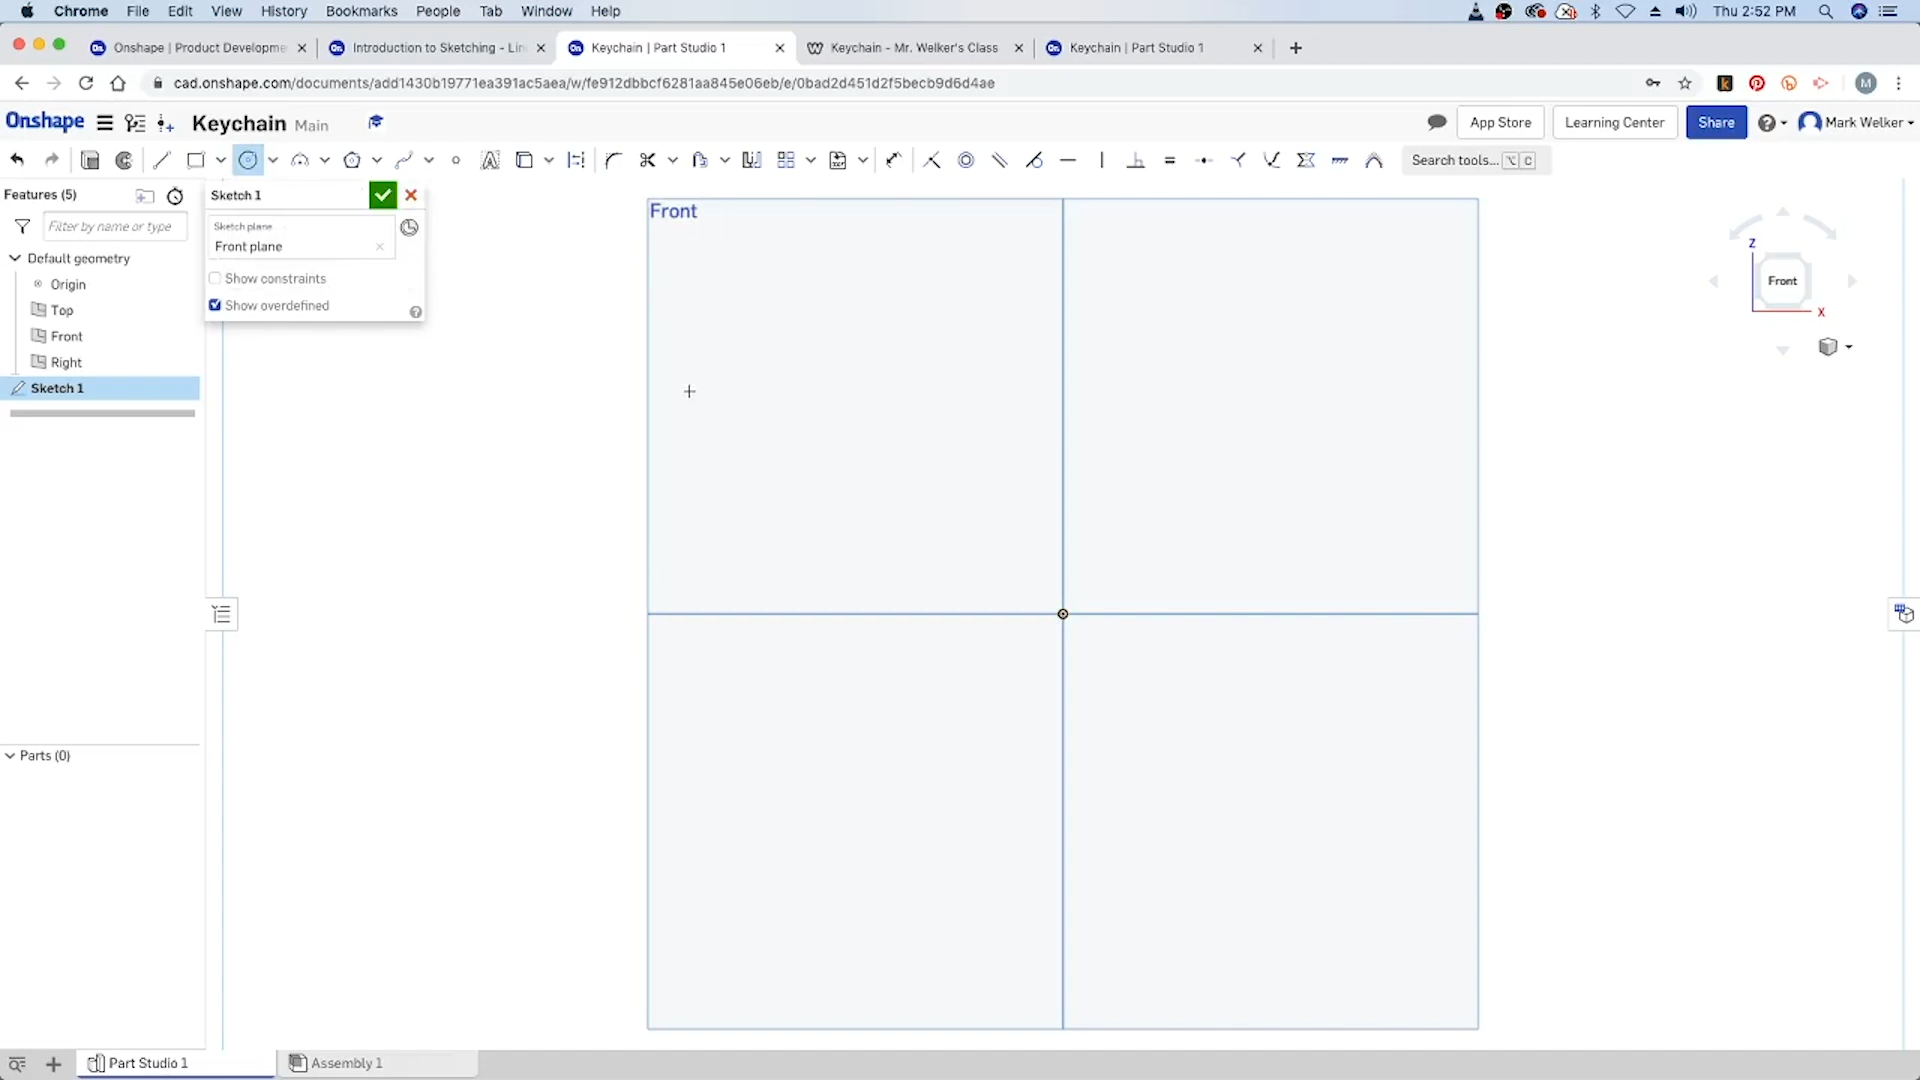 Chrome File Edit View History Bookmarks People Tab Window Help Thu 2:52 PM
Onshape | Product Developme
Introduction to Sketching - Lin
Keychain | Part Studio 1
Keychain - Mr. Welker's Class
Keychain | Part Studio 1
cad.onshape.com/documents/add1430b19771ea391ac5aea/w/fe912dbbcf6281aa845e06eb/e/0bad2d451d2f5becb9d6d4ae
M
Onshape Keychain Main App Store Learning Center Share Mark Welker
Search tools... ⌥ C
Features (5)
Filter by name or type
Default geometry
Origin
Top
Front
Right
Sketch 1
Parts (0)
Sketch 1
Sketch plane
Front plane
Show constraints
Show overdefined
Front
Z
Front
X
Part Studio 1
Assembly 1